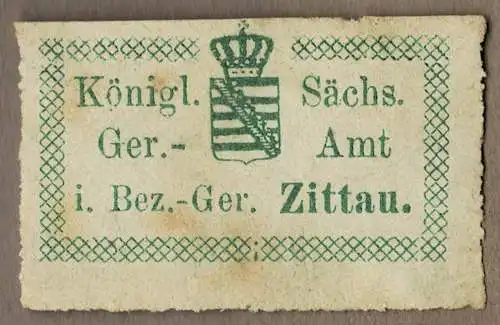 Königl. Sächs.
Ger.- Amt
i. Bez.-Ger. Zittau.